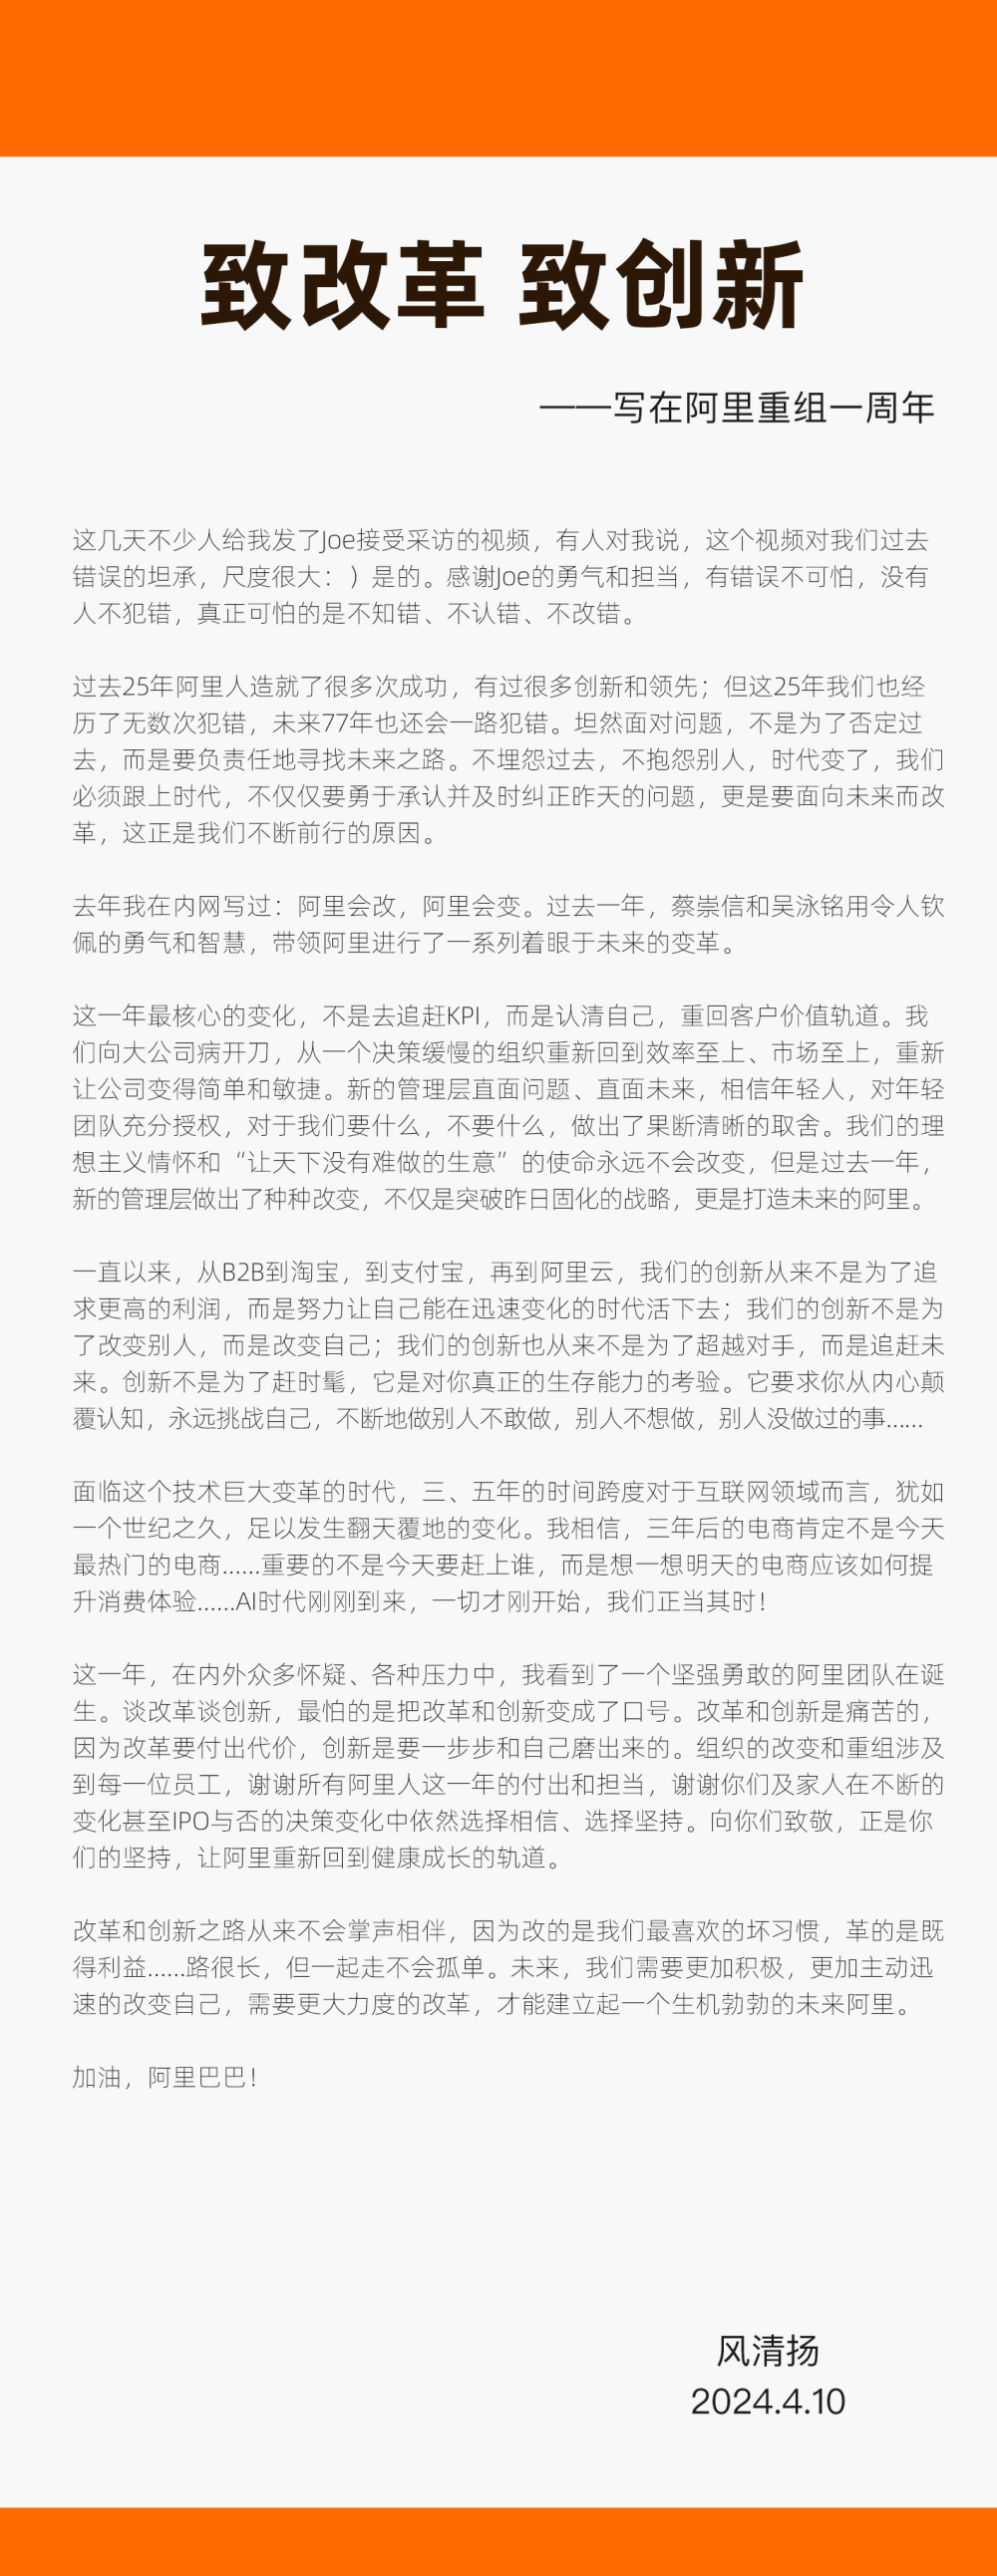 致改革 致创新
——写在阿里重组一周年
这几天不少人给我发了Joe接受采访的视频，有人对我说，这个视频对我们过去
错误的坦承，尺度很大：）是的。感谢Joe的勇气和担当，有错误不可怕，没有
人不犯错，真正可怕的是不知错、不认错、不改错。
过去25年阿里人造就了很多次成功，有过很多创新和领先；但这25年我们也经
历了无数次犯错，未来77年也还会一路犯错。坦然面对问题，不是为了否定过
去，而是要负责任地寻找未来之路。不埋怨过去，不抱怨别人，时代变了，我们
必须跟上时代，不仅仅要勇于承认并及时纠正昨天的问题，更是要面向未来而改
革，这正是我们不断前行的原因。
去年我在内网写过：阿里会改，阿里会变。过去一年，蔡崇信和吴泳铭用令人钦
佩的勇气和智慧，带领阿里进行了一系列着眼于未来的变革。
这一年最核心的变化，不是去追赶KPI，而是认清自己，重回客户价值轨道。我
们向大公司病开刀，从一个决策缓慢的组织重新回到效率至上、市场至上，重新
让公司变得简单和敏捷。新的管理层直面问题、直面未来，相信年轻人，对年轻
团队充分授权，对于我们要什么，不要什么，做出了果断清晰的取舍。我们的理
想主义情怀和“让天下没有难做的生意”的使命永远不会改变，但是过去一年，
新的管理层做出了种种改变，不仅是突破昨日固化的战略，更是打造未来的阿里。
一直以来，从B2B到淘宝，到支付宝，再到阿里云，我们的创新从来不是为了追
求更高的利润，而是努力让自己能在迅速变化的时代活下去；我们的创新不是为
了改变别人，而是改变自己；我们的创新也从来不是为了超越对手，而是追赶未
来。创新不是为了赶时髦，它是对你真正的生存能力的考验。它要求你从内心颠
覆认知，永远挑战自己，不断地做别人不敢做，别人不想做，别人没做过的事……
面临这个技术巨大变革的时代，三、五年的时间跨度对于互联网领域而言，犹如
一个世纪之久，足以发生翻天覆地的变化。我相信，三年后的电商肯定不是今天
最热门的电商……重要的不是今天要赶上谁，而是想一想明天的电商应该如何提
升消费体验……AI时代刚刚到来，一切才刚开始，我们正当其时！
这一年，在内外众多怀疑、各种压力中，我看到了一个坚强勇敢的阿里团队在诞
生。谈改革谈创新，最怕的是把改革和创新变成了口号。改革和创新是痛苦的，
因为改革要付出代价，创新是要一步步和自己磨出来的。组织的改变和重组涉及
到每一位员工，谢谢所有阿里人这一年的付出和担当，谢谢你们及家人在不断的
变化甚至IPO与否的决策变化中依然选择相信、选择坚持。向你们致敬，正是你
们的坚持，让阿里重新回到健康成长的轨道。
改革和创新之路从来不会掌声相伴，因为改的是我们最喜欢的坏习惯，革的是既
得利益……路很长，但一起走不会孤单。未来，我们需要更加积极，更加主动迅
速的改变自己，需要更大力度的改革，才能建立起一个生机勃勃的未来阿里。
加油，阿里巴巴！
风清扬
2024.4.10